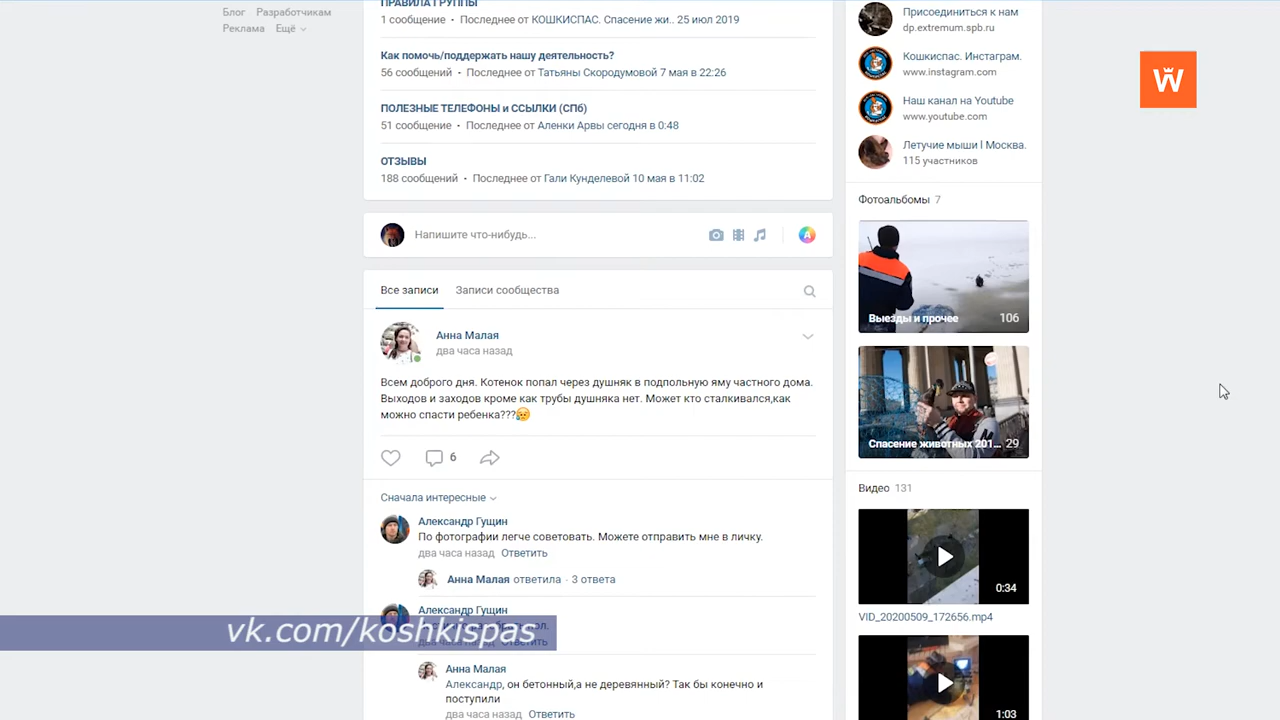 Блог Разработчикам
Реклама Ещё
ПРАВИЛА ГРУППЫ
1 сообщение · Последнее от КОШКИСПАС. Спасение жи.. 25 июл 2019
Как помочь/поддержать нашу деятельность?
56 сообщений · Последнее от Татьяны Скородумовой 7 мая в 22:26
ПОЛЕЗНЫЕ ТЕЛЕФОНЫ и ССЫЛКИ (СПб)
51 сообщение · Последнее от Аленки Арвы сегодня в 0:48
ОТЗЫВЫ
188 сообщений · Последнее от Гали Кунделевой 10 мая в 11:02
Напишите что-нибудь...
Все записи Записи сообщества
Анна Малая
два часа назад
Всем доброго дня. Котенок попал через душняк в подпольную яму частного дома.
Выходов и заходов кроме как трубы душняка нет. Может кто сталкивался,как
можно спасти ребенка???😥
6
Сначала интересные
Александр Гущин
По фотографии легче советовать. Можете отправить мне в личку.
два часа назад Ответить
Анна Малая ответила · 3 ответа
Александр Гущин
vk.com/koshkispas
Анна Малая
Александр, он бетонный,а не деревянный? Так бы конечно и
поступили
два часа назад Ответить
Присоединиться к нам
dp.extremum.spb.ru
Кошкиспас. Инстаграм.
www.instagram.com
Наш канал на Youtube
www.youtube.com
Летучие мыши | Москва.
115 участников
Фотоальбомы 7
Выезды и прочее 106
Спасение животных 201... 29
Видео 131
0:34
VID_20200509_172656.mp4
1:03
W